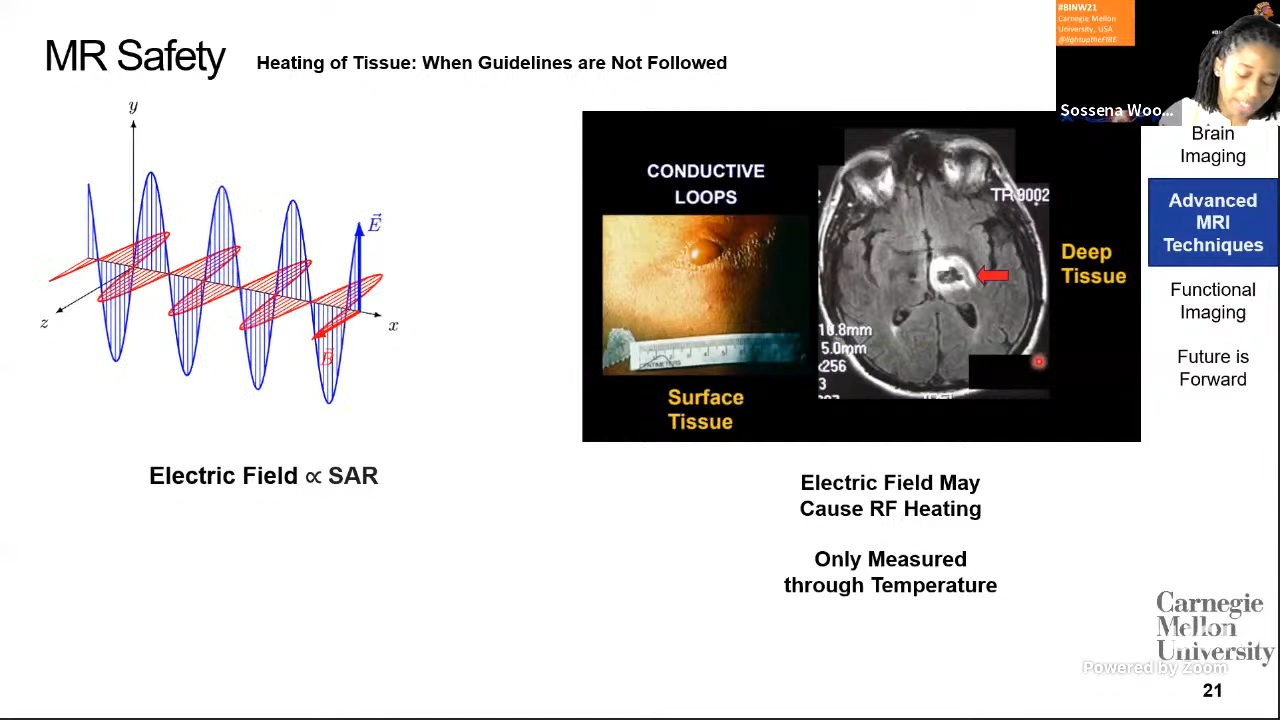 MR Safety
Heating of Tissue: When Guidelines are Not Followed
#BINW21
Carnegie Mellon
University, USA
@lightuptheFIRE
Sossena Woo...
y
E
z
x
B
Electric Field ∝ SAR
CONDUCTIVE
LOOPS
CENTIMETERS
Surface
Tissue
TR 9002
10.8mm
5.0mm
x256
3
Deep
Tissue
Electric Field May
Cause RF Heating
Only Measured
through Temperature
Brain
Imaging
Advanced
MRI
Techniques
Functional
Imaging
Future is
Forward
Carnegie
Mellon
University
Powered by Zoom
21